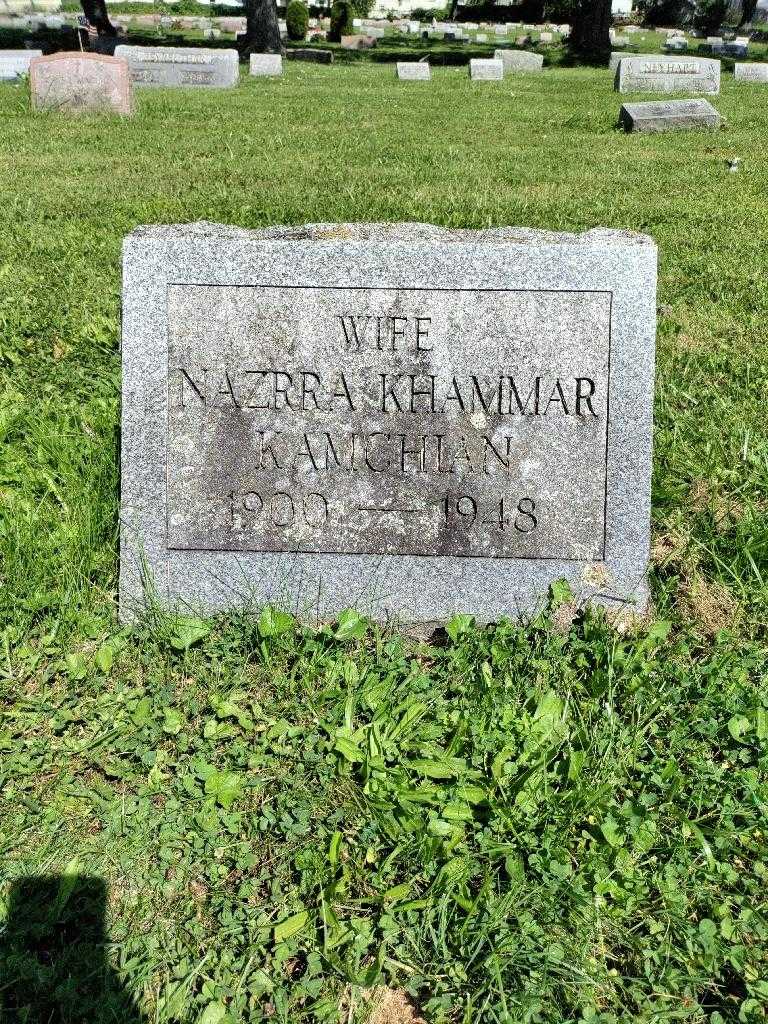 WIFE
NAZRRA KHAMMAR
KAMCHIAN
1900 — 1948